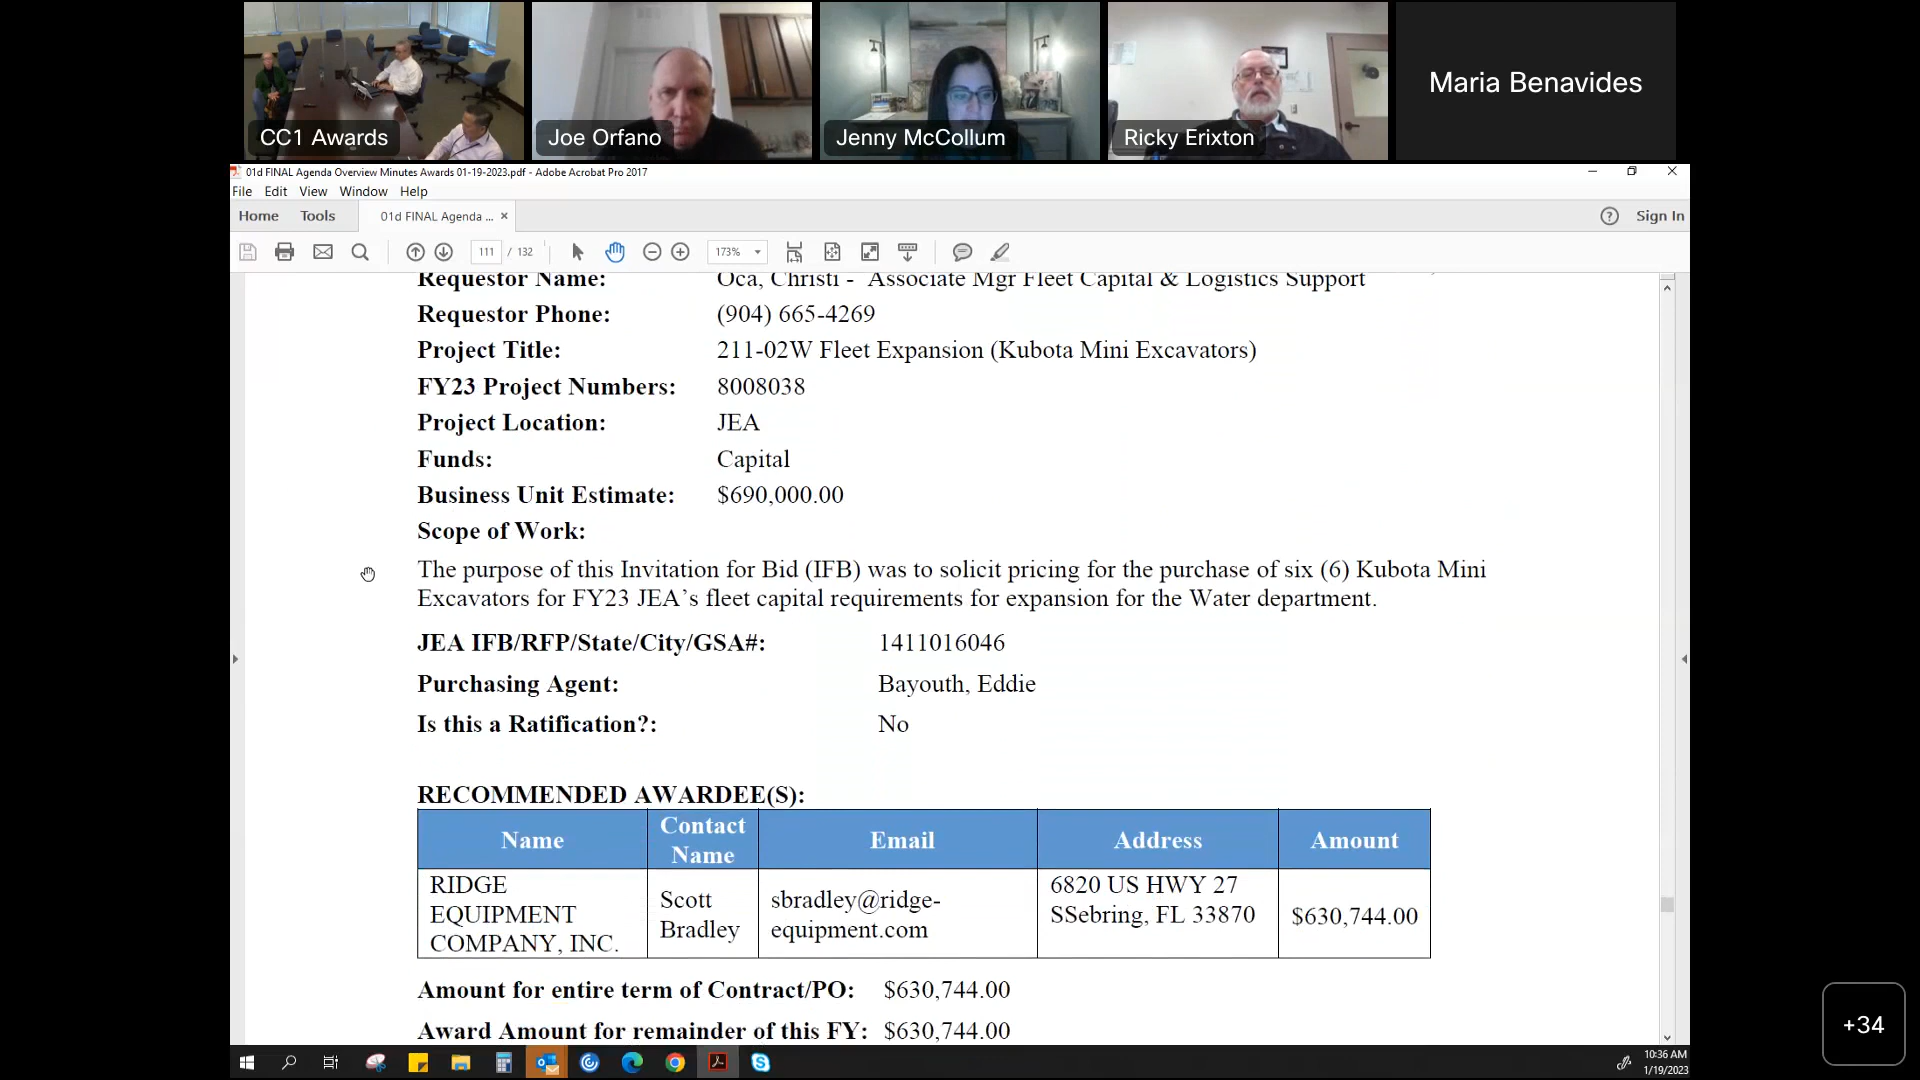 CC1 Awards
Joe Orfano
Jenny McCollum
Ricky Erixton
Maria Benavides
01d FINAL Agenda Overview Minutes Awards 01-19-2023.pdf - Adobe Acrobat Pro 2017
File Edit View Window Help
Home Tools 01d FINAL Agenda ... × Sign In
111 / 132 173%
Requestor Name: Oca, Christi - Associate Mgr Fleet Capital & Logistics Support
Requestor Phone: (904) 665-4269
Project Title: 211-02W Fleet Expansion (Kubota Mini Excavators)
FY23 Project Numbers: 8008038
Project Location: JEA
Funds: Capital
Business Unit Estimate: $690,000.00
Scope of Work:
The purpose of this Invitation for Bid (IFB) was to solicit pricing for the purchase of six (6) Kubota Mini
Excavators for FY23 JEA’s fleet capital requirements for expansion for the Water department.
JEA IFB/RFP/State/City/GSA#: 1411016046
Purchasing Agent: Bayouth, Eddie
Is this a Ratification?: No
RECOMMENDED AWARDEE(S):
Name Contact Name Email Address Amount
RIDGE EQUIPMENT COMPANY, INC. Scott Bradley sbradley@ridge-equipment.com 6820 US HWY 27 SSebring, FL 33870 $630,744.00
Amount for entire term of Contract/PO: $630,744.00
Award Amount for remainder of this FY: $630,744.00
+34
10:36 AM
1/19/2023